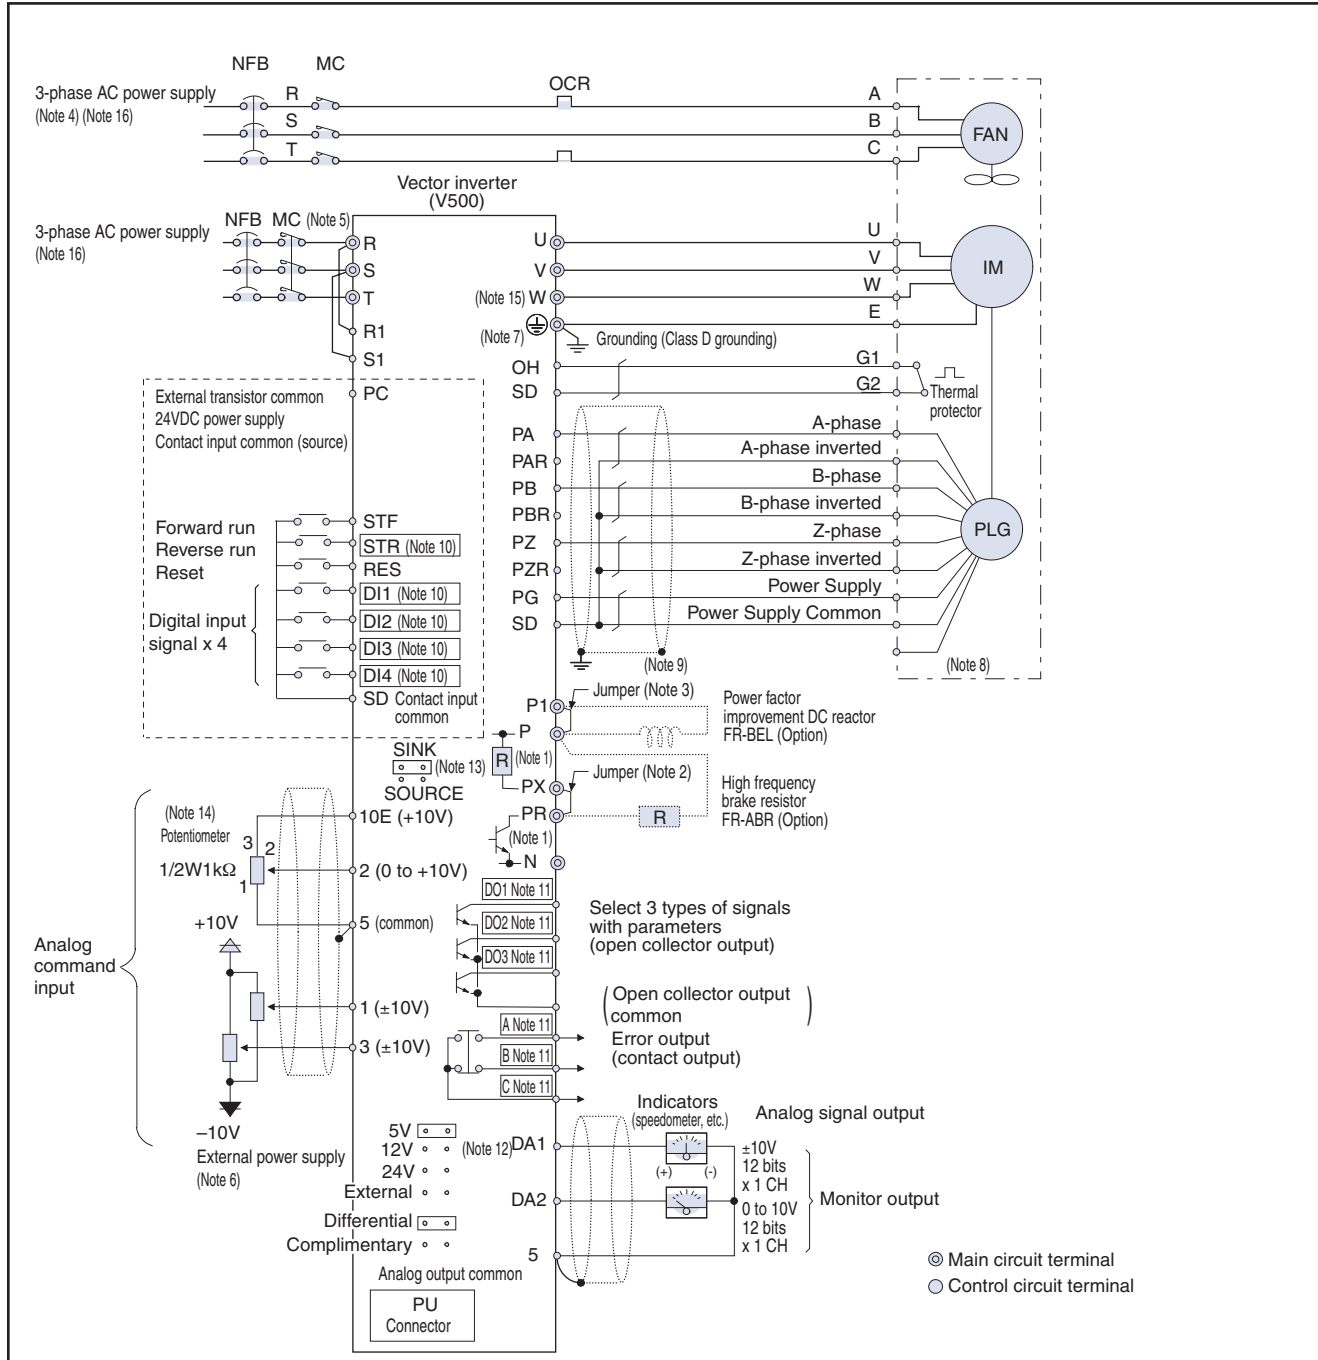 NFB MC
OCR
3-phase AC power supply
(Note 4) (Note 16)
R
S
T
A
B
C
FAN
Vector inverter
(V500)
NFB MC (Note 5)
3-phase AC power supply
(Note 16)
R
S
T
R1
S1
U
V
(Note 15) W
(Note 7)
U
V
W
E
IM
Grounding (Class D grounding)
OH
SD
G1
G2
Thermal
protector
PC
External transistor common
24VDC power supply
Contact input common (source)
PA
PAR
PB
PBR
PZ
PZR
PG
SD
A-phase
A-phase inverted
B-phase
B-phase inverted
Z-phase
Z-phase inverted
Power Supply
Power Supply Common
PLG
(Note 8)
(Note 9)
Forward run
Reverse run
Reset
Digital input
signal x 4
STF
STR (Note 10)
RES
DI1 (Note 10)
DI2 (Note 10)
DI3 (Note 10)
DI4 (Note 10)
SD Contact input
common
P1
P
R (Note 1)
PX
PR
(Note 1)
N
Jumper (Note 3)
Power factor
improvement DC reactor
FR-BEL (Option)
Jumper (Note 2)
R
High frequency
brake resistor
FR-ABR (Option)
SINK
(Note 13)
SOURCE
Analog
command
input
(Note 14)
Potentiometer
3
2
1/2W1kΩ
1
10E (+10V)
2 (0 to +10V)
5 (common)
+10V
1 (±10V)
3 (±10V)
–10V
External power supply
(Note 6)
DO1 Note 11
DO2 Note 11
DO3 Note 11
Select 3 types of signals
with parameters
(open collector output)
(Open collector output
common )
A Note 11
B Note 11
C Note 11
Error output
(contact output)
5V
12V (Note 12)
24V
External
Differential
Complimentary
DA1
DA2
5
Analog output common
PU
Connector
Indicators
(speedometer, etc.)
(+) (-)
Analog signal output
±10V
12 bits
x 1 CH
0 to 10V
12 bits
x 1 CH
Monitor output
Main circuit terminal
Control circuit terminal